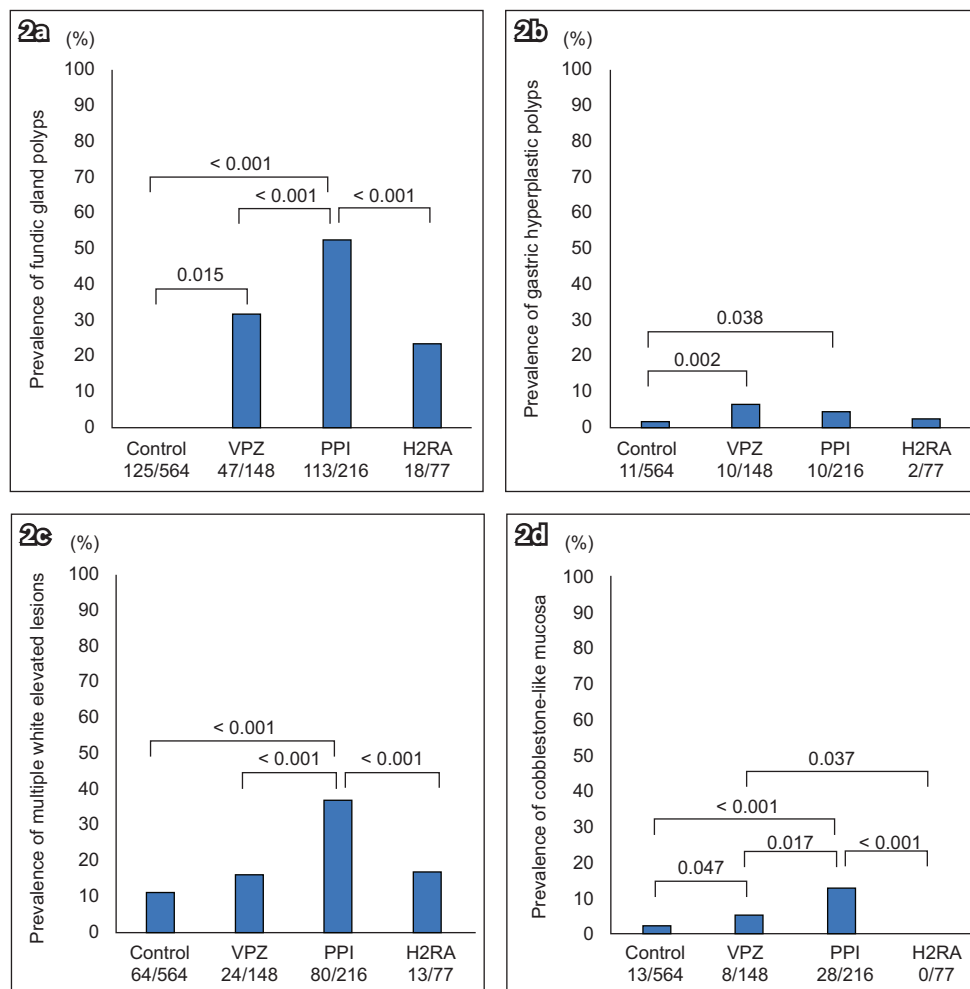 2a (%)
Prevalence of fundic gland polyps
100
90
80
70
60
50
40
30
20
10
0
< 0.001
< 0.001 < 0.001
0.015
Control VPZ PPI H2RA
125/564 47/148 113/216 18/77
2b (%)
Prevalence of gastric hyperplastic polyps
100
90
80
70
60
50
40
30
20
10
0
0.038
0.002
Control VPZ PPI H2RA
11/564 10/148 10/216 2/77
2c (%)
Prevalence of multiple white elevated lesions
100
90
80
70
60
50
40
30
20
10
0
< 0.001
< 0.001 < 0.001
Control VPZ PPI H2RA
64/564 24/148 80/216 13/77
2d (%)
Prevalence of cobblestone-like mucosa
100
90
80
70
60
50
40
30
20
10
0
0.037
< 0.001
0.017 < 0.001
0.047
Control VPZ PPI H2RA
13/564 8/148 28/216 0/77